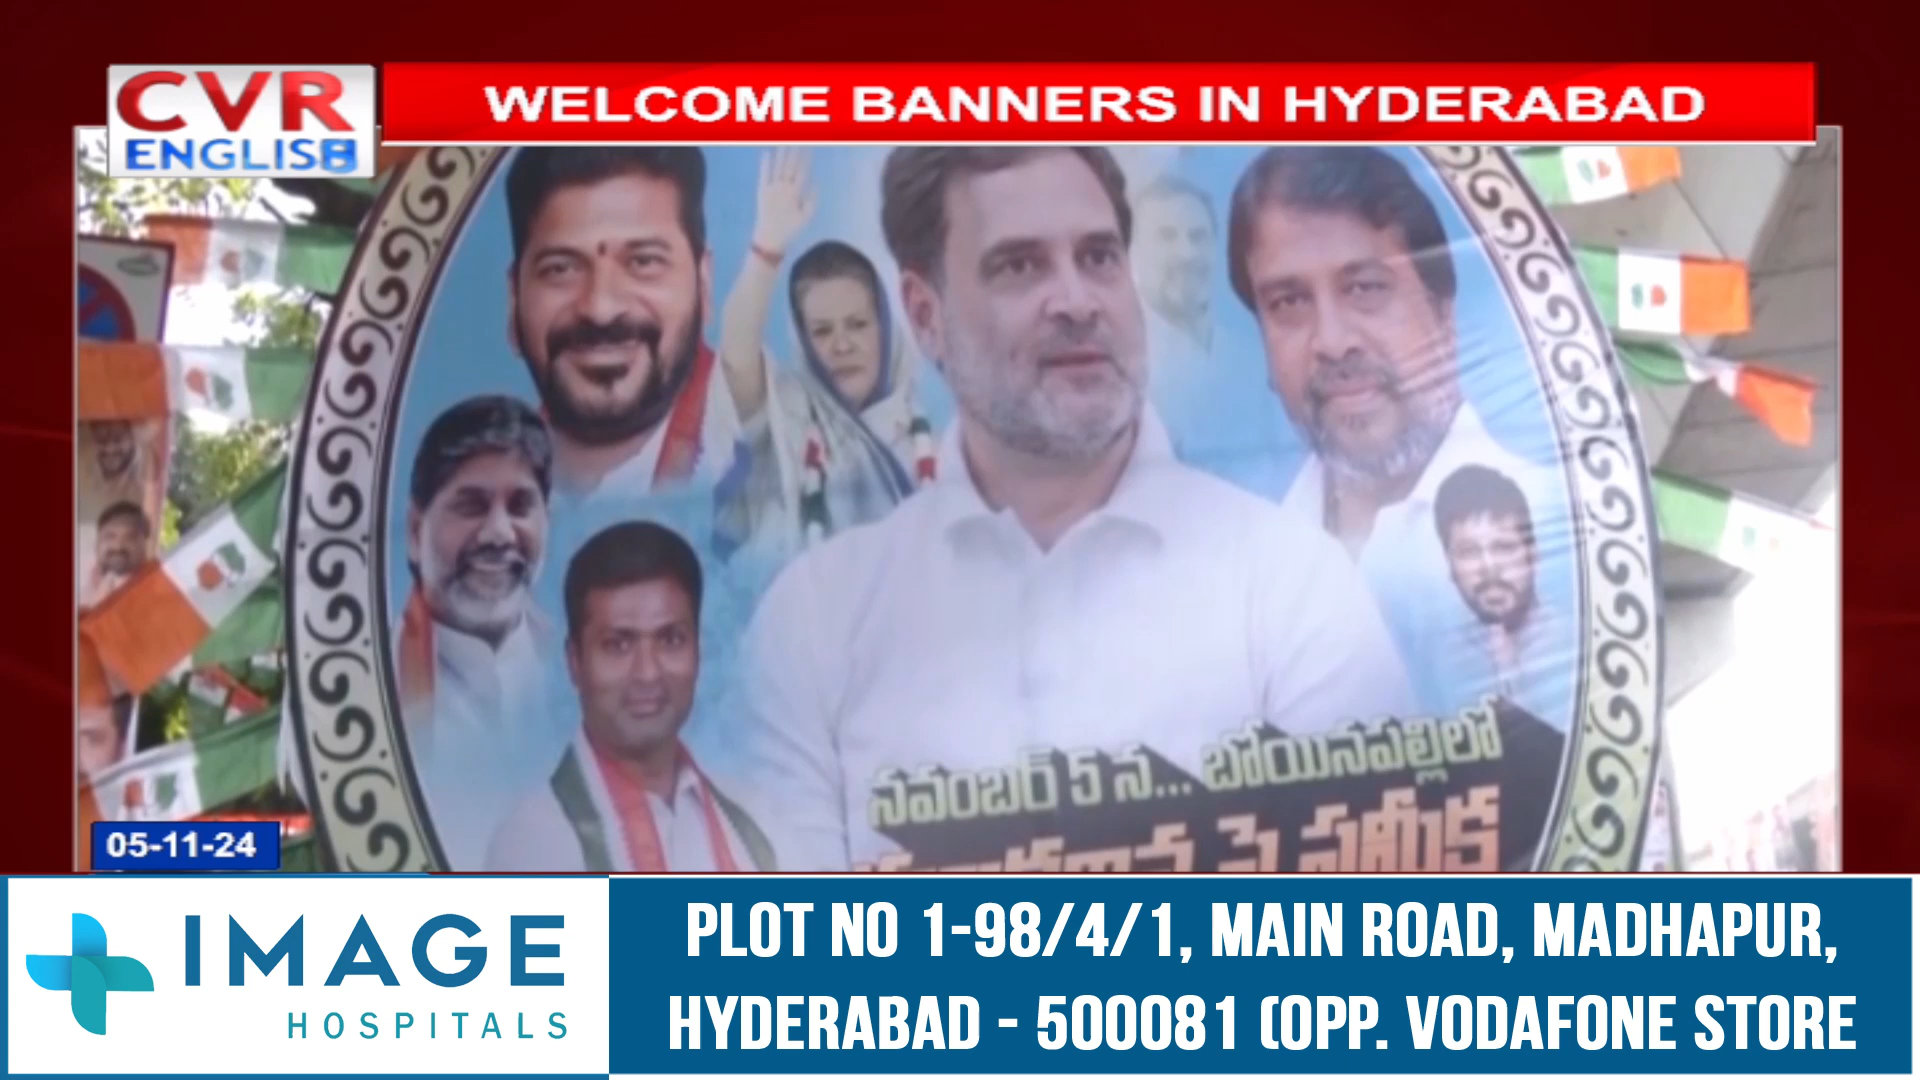 CVR
ENGLISH
WELCOME BANNERS IN HYDERABAD
నవంబర్ 5 న... బోయినపల్లిలో
పై సమీక్ష
05-11-24
IMAGE
HOSPITALS
PLOT NO 1-98/4/1, MAIN ROAD, MADHAPUR,
HYDERABAD - 500081 (OPP. VODAFONE STORE